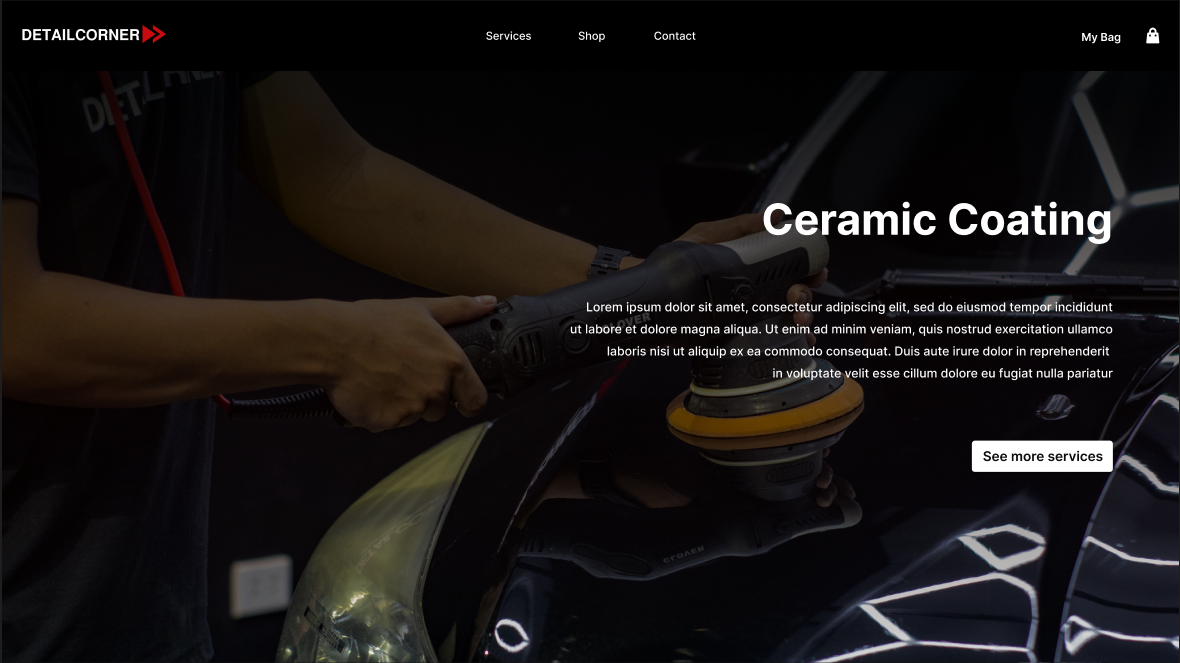 DETAILCORNER
Services
Shop
Contact
My Bag
Ceramic Coating
Lorem ipsum dolor sit amet, consectetur adipiscing elit, sed do eiusmod tempor incididunt
ut labore et dolore magna aliqua. Ut enim ad minim veniam, quis nostrud exercitation ullamco
laboris nisi ut aliquip ex ea commodo consequat. Duis aute irure dolor in reprehenderit
in voluptate velit esse cillum dolore eu fugiat nulla pariatur
See more services